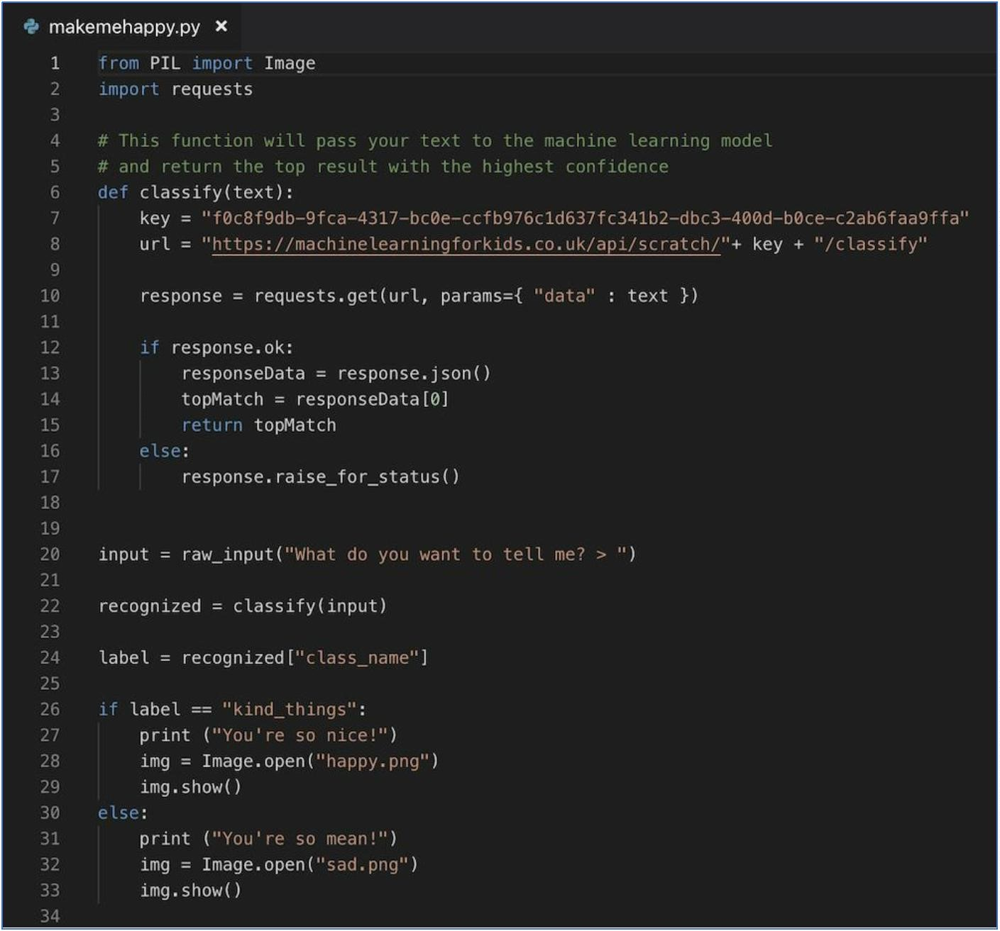 makemehappy.py ×
1 from PIL import Image
2 import requests
3
4 # This function will pass your text to the machine learning model
5 # and return the top result with the highest confidence
6 def classify(text):
7     key = "f0c8f9db-9fca-4317-bc0e-ccfb976c1d637fc341b2-dbc3-400d-b0ce-c2ab6faa9ffa"
8     url = "https://machinelearningforkids.co.uk/api/scratch/"+ key + "/classify"
9
10     response = requests.get(url, params={ "data" : text })
11
12     if response.ok:
13         responseData = response.json()
14         topMatch = responseData[0]
15         return topMatch
16     else:
17         response.raise_for_status()
18
19
20 input = raw_input("What do you want to tell me? > ")
21
22 recognized = classify(input)
23
24 label = recognized["class_name"]
25
26 if label == "kind_things":
27     print ("You're so nice!")
28     img = Image.open("happy.png")
29     img.show()
30 else:
31     print ("You're so mean!")
32     img = Image.open("sad.png")
33     img.show()
34